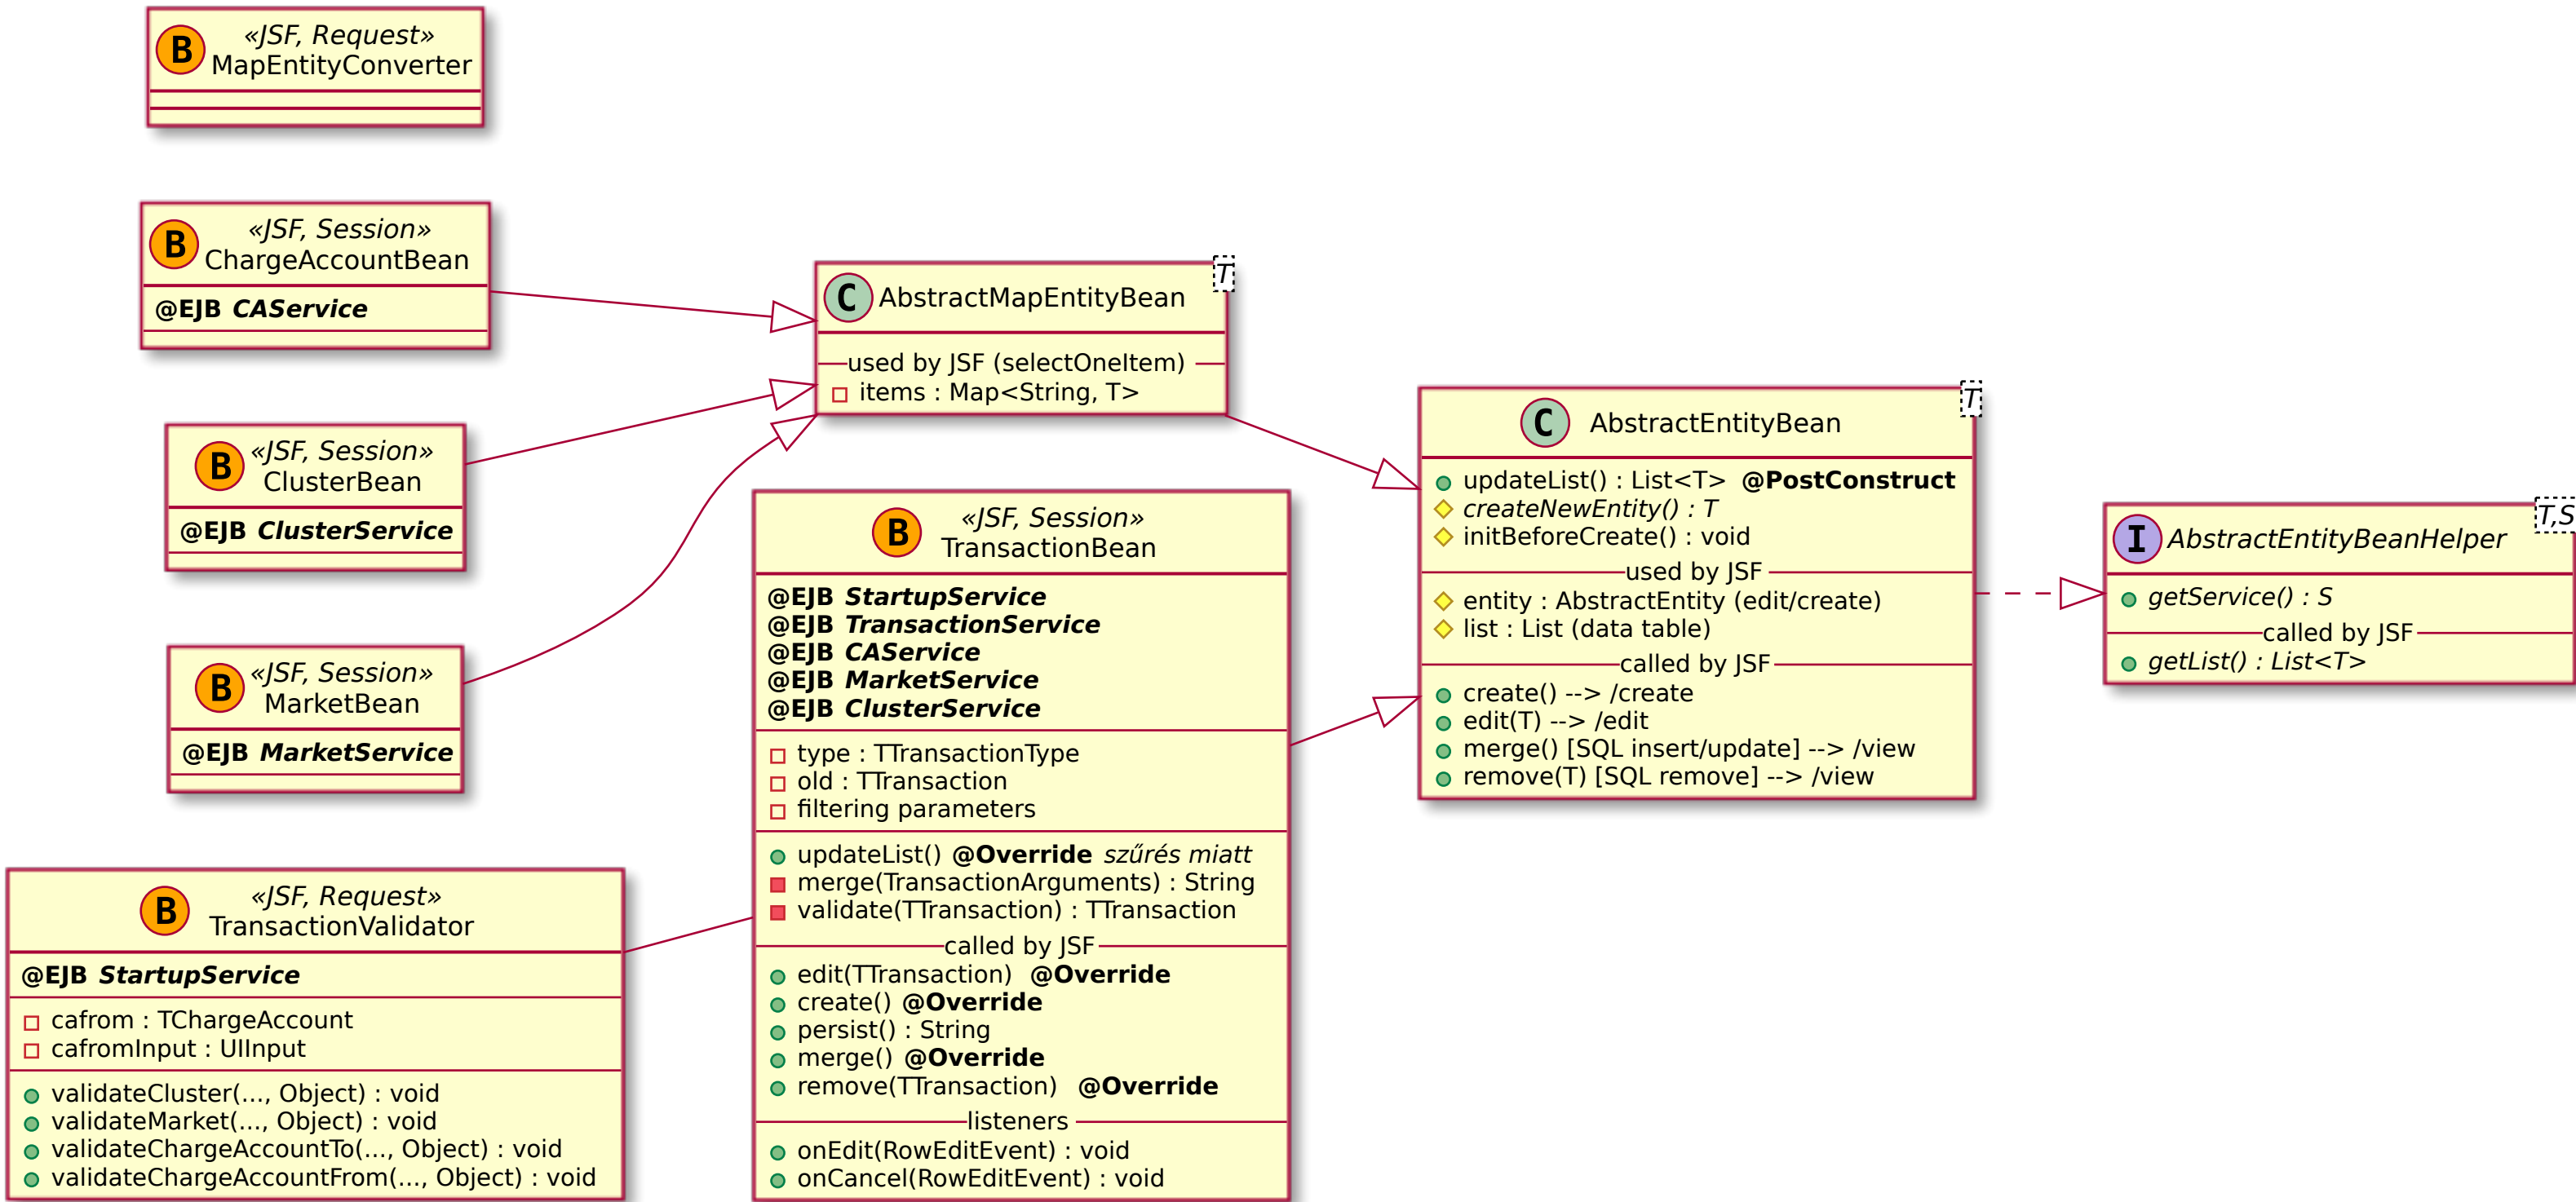 B
«JSF, Request»
MapEntityConverter
B
«JSF, Session»
ChargeAccountBean
@EJB CAService
B
«JSF, Session»
ClusterBean
@EJB ClusterService
B
«JSF, Session»
MarketBean
@EJB MarketService
B
«JSF, Request»
TransactionValidator
@EJB StartupService
cafrom : TChargeAccount
cafromInput : UIInput
validateCluster(..., Object) : void
validateMarket(..., Object) : void
validateChargeAccountTo(..., Object) : void
validateChargeAccountFrom(..., Object) : void
T
C AbstractMapEntityBean
used by JSF (selectOneItem)
items : Map<String, T>
B
«JSF, Session»
TransactionBean
@EJB StartupService
@EJB TransactionService
@EJB CAService
@EJB MarketService
@EJB ClusterService
type : TTransactionType
old : TTransaction
filtering parameters
updateList() @Override szűrés miatt
merge(TransactionArguments) : String
validate(TTransaction) : TTransaction
called by JSF
edit(TTransaction) @Override
create() @Override
persist() : String
merge() @Override
remove(TTransaction) @Override
listeners
onEdit(RowEditEvent) : void
onCancel(RowEditEvent) : void
T
C AbstractEntityBean
updateList() : List<T> @PostConstruct
createNewEntity() : T
initBeforeCreate() : void
used by JSF
entity : AbstractEntity (edit/create)
list : List (data table)
called by JSF
create() --> /create
edit(T) --> /edit
merge() [SQL insert/update] --> /view
remove(T) [SQL remove] --> /view
T,S
I AbstractEntityBeanHelper
getService() : S
called by JSF
getList() : List<T>